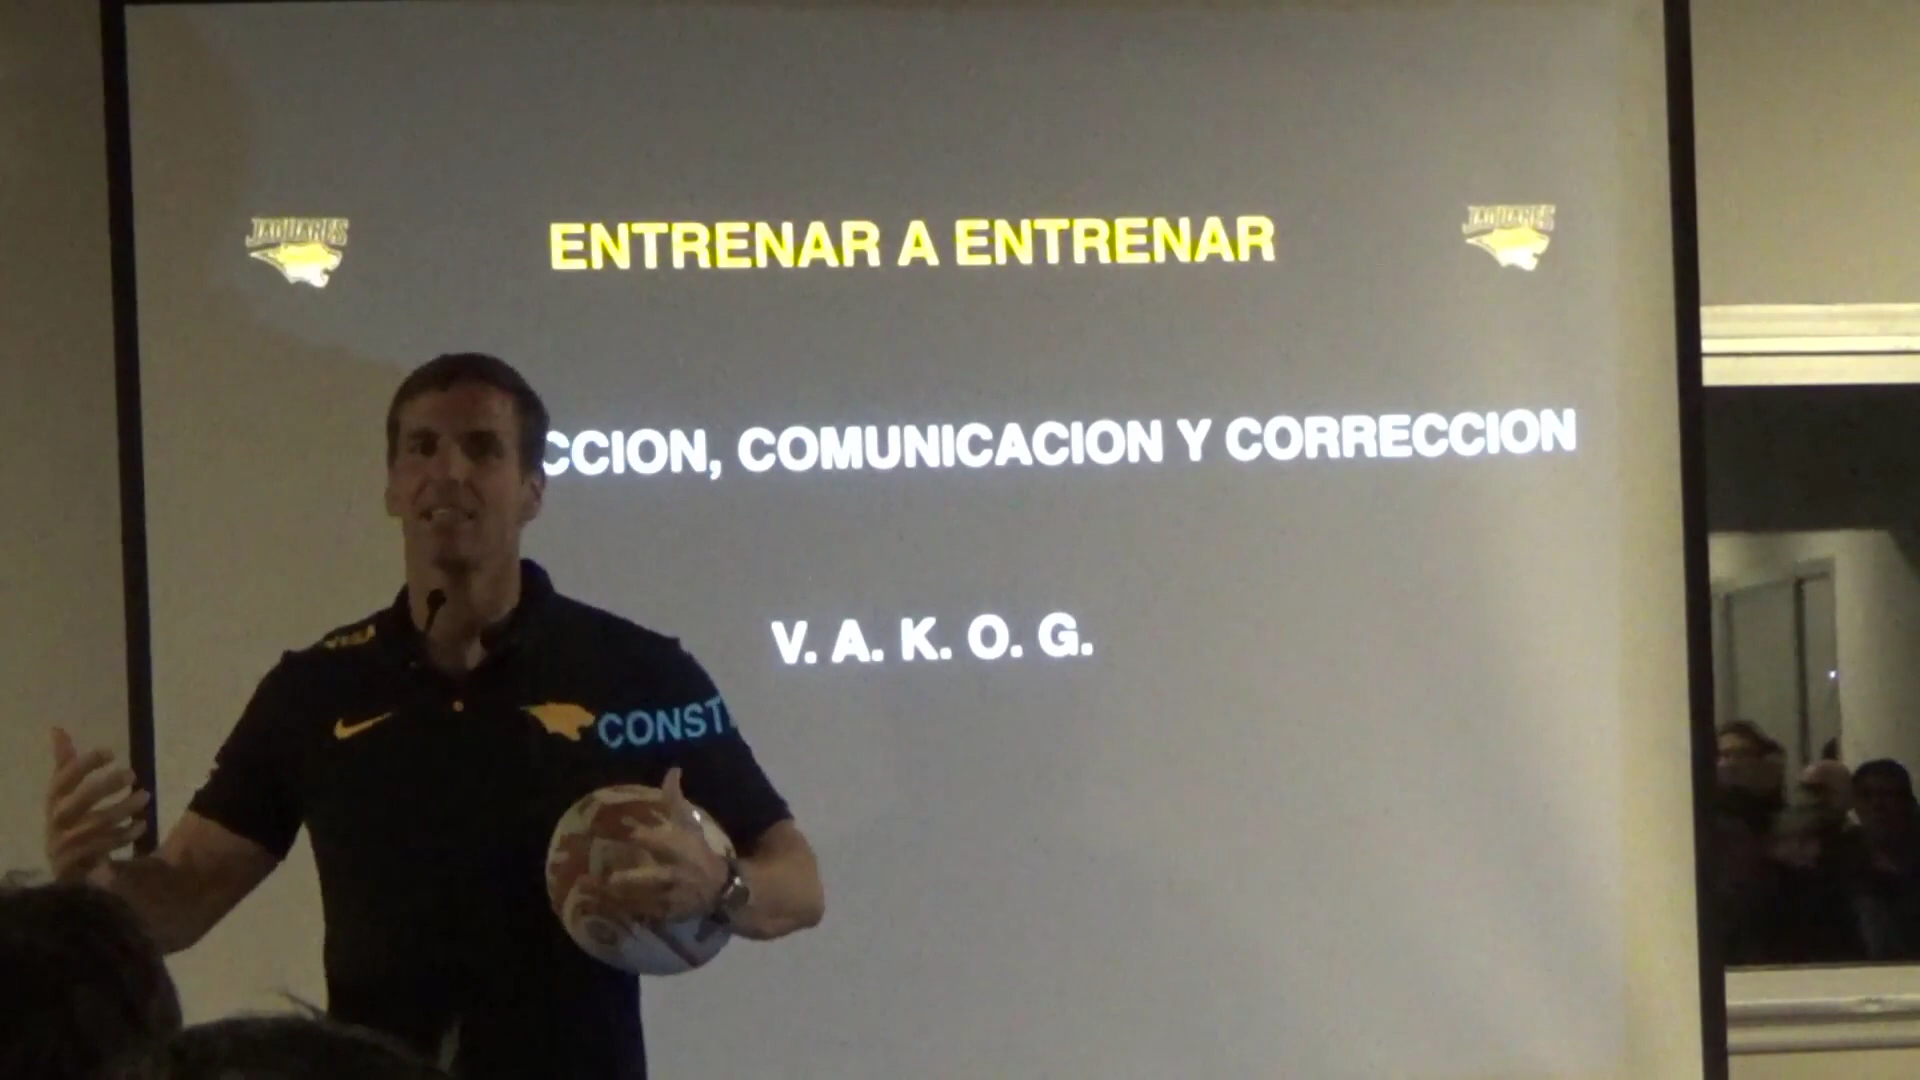 JAGUARES
ENTRENAR A ENTRENAR
JAGUARES
CCION, COMUNICACION Y CORRECCION
V. A. K. O. G.
CONST